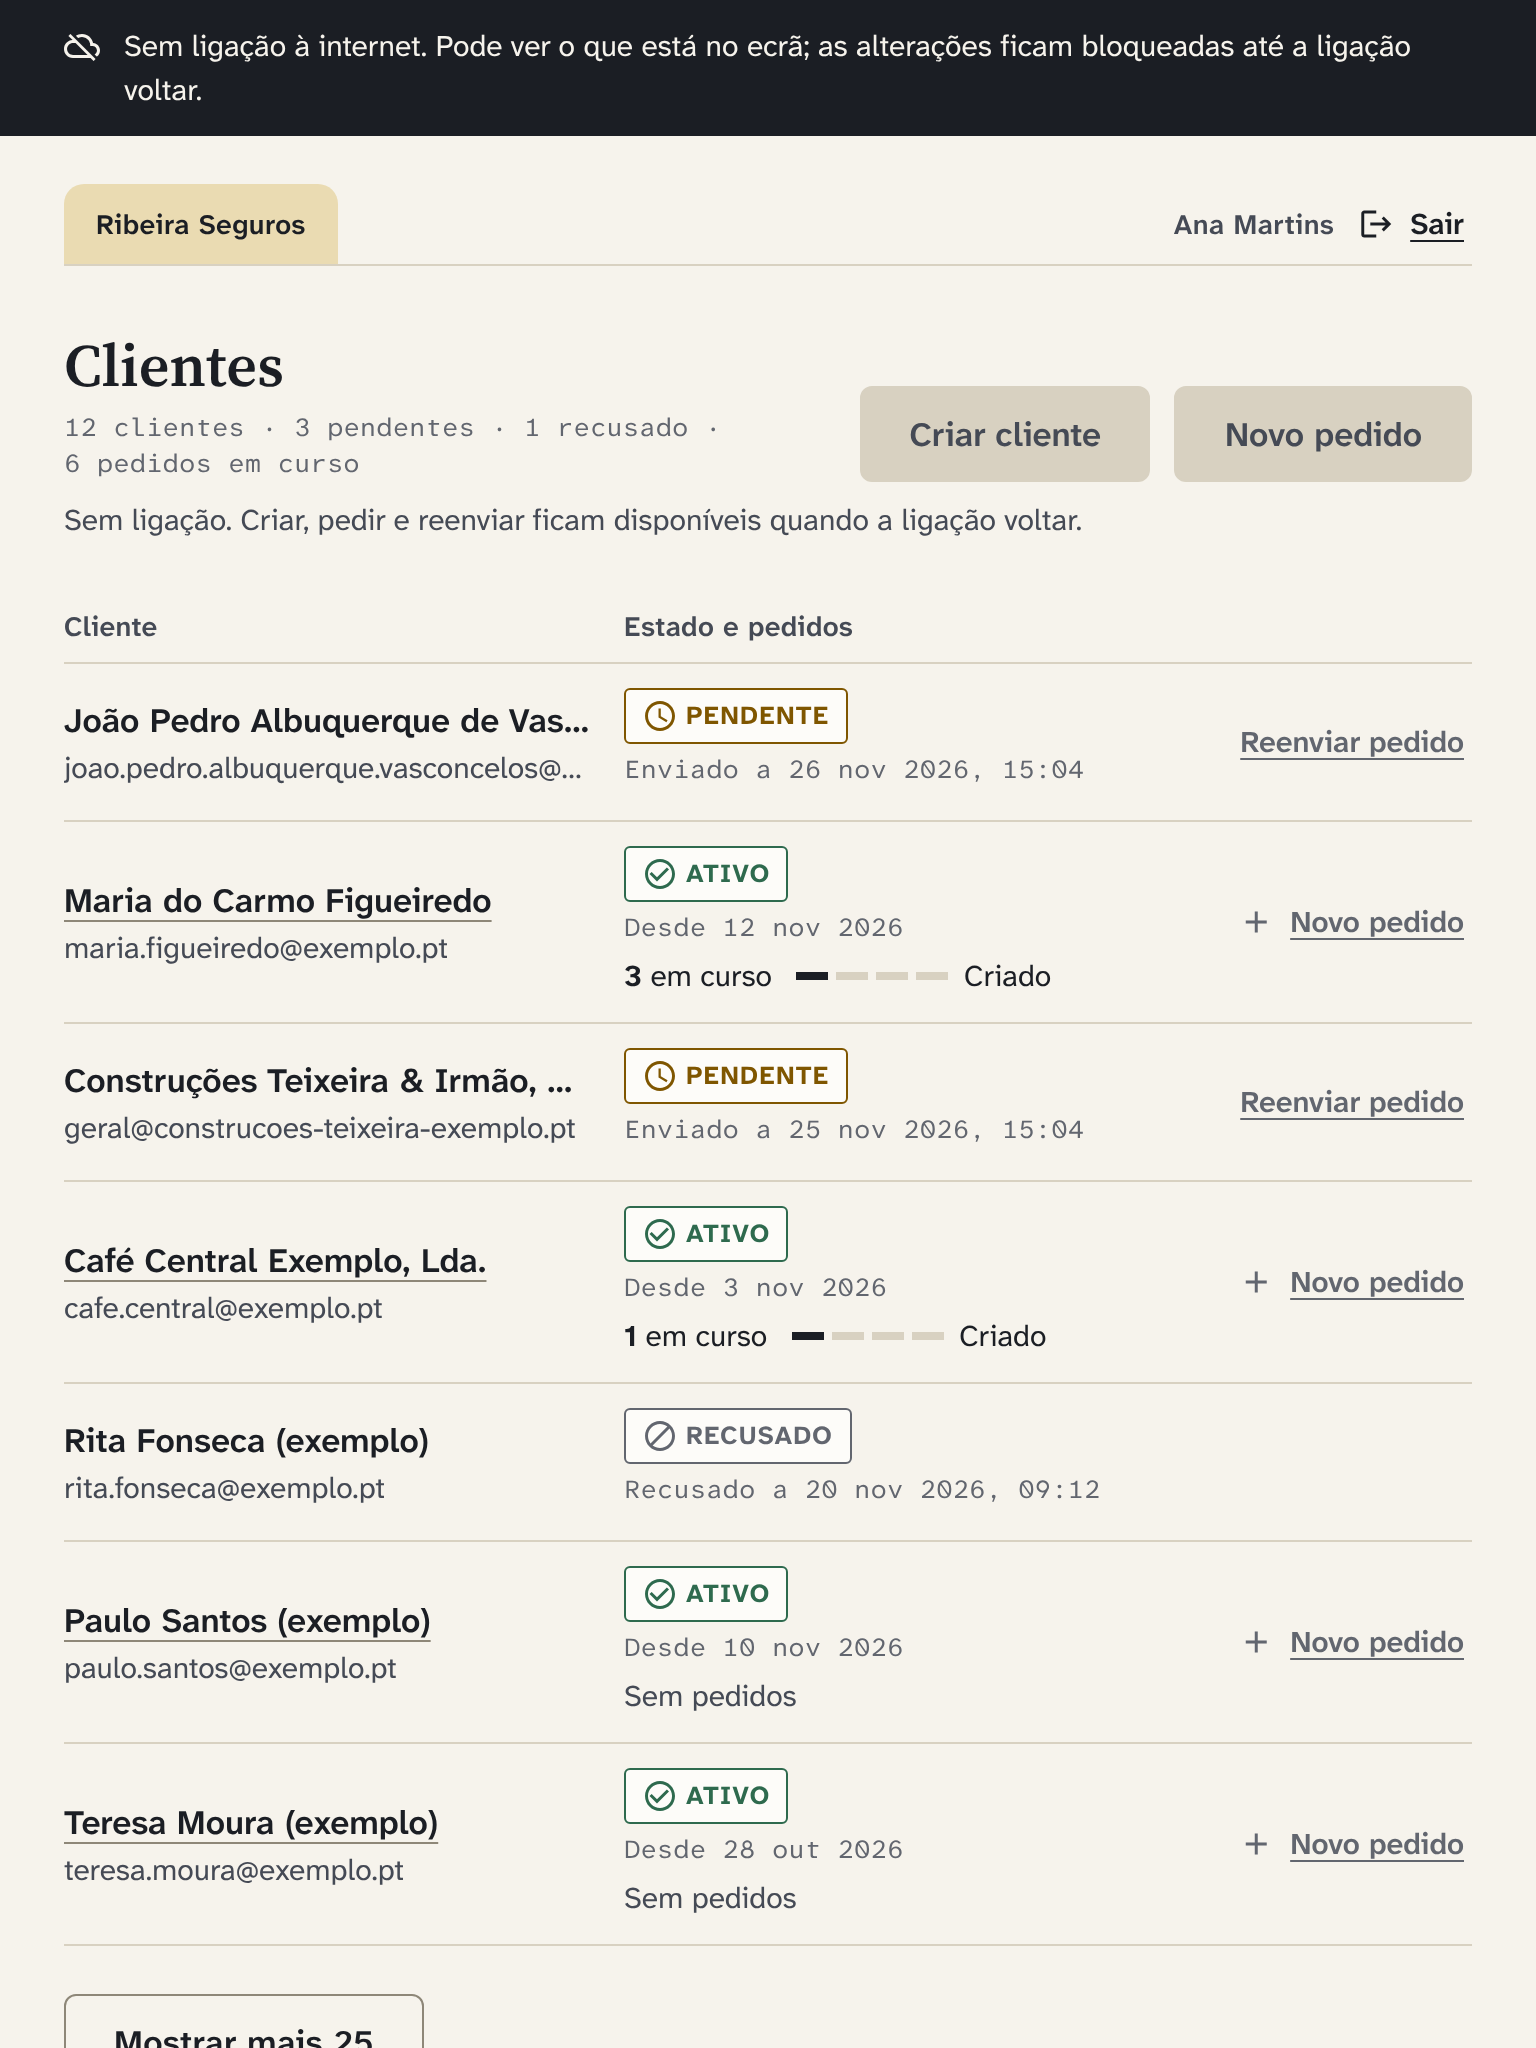 Sem ligação à internet. Pode ver o que está no ecrã; as alterações ficam bloqueadas até a ligação
voltar.
Ribeira Seguros
Ana Martins
Sair
Clientes
12 clientes · 3 pendentes · 1 recusado ·
6 pedidos em curso
Criar cliente
Novo pedido
Sem ligação. Criar, pedir e reenviar ficam disponíveis quando a ligação voltar.
Cliente
Estado e pedidos
João Pedro Albuquerque de Vas...
joao.pedro.albuquerque.vasconcelos@...
PENDENTE
Enviado a 26 nov 2026, 15:04
Reenviar pedido
Maria do Carmo Figueiredo
maria.figueiredo@exemplo.pt
ATIVO
Desde 12 nov 2026
3 em curso
Criado
Novo pedido
Construções Teixeira & Irmão, ...
geral@construcoes-teixeira-exemplo.pt
PENDENTE
Enviado a 25 nov 2026, 15:04
Reenviar pedido
Café Central Exemplo, Lda.
cafe.central@exemplo.pt
ATIVO
Desde 3 nov 2026
1 em curso
Criado
Novo pedido
Rita Fonseca (exemplo)
rita.fonseca@exemplo.pt
RECUSADO
Recusado a 20 nov 2026, 09:12
Paulo Santos (exemplo)
paulo.santos@exemplo.pt
ATIVO
Desde 10 nov 2026
Sem pedidos
Novo pedido
Teresa Moura (exemplo)
teresa.moura@exemplo.pt
ATIVO
Desde 28 out 2026
Sem pedidos
Novo pedido
Mostrar mais 25